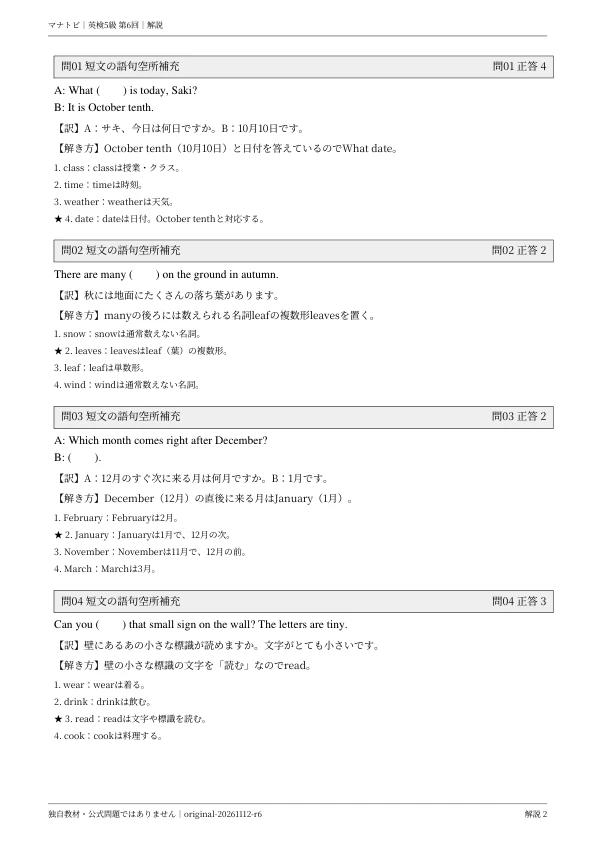 マナトビ｜英検5級 第6回｜解説
問01 短文の語句空所補充 問01 正答 4
A: What (   ) is today, Saki?
B: It is October tenth.
【訳】A：サキ、今日は何日ですか。B：10月10日です。
【解き方】October tenth（10月10日）と日付を答えているのでWhat date。
1. class：classは授業・クラス。
2. time：timeは時刻。
3. weather：weatherは天気。
★ 4. date：dateは日付。October tenthと対応する。
問02 短文の語句空所補充 問02 正答 2
There are many (   ) on the ground in autumn.
【訳】秋には地面にたくさんの落ち葉があります。
【解き方】manyの後ろには数えられる名詞leafの複数形leavesを置く。
1. snow：snowは通常数えない名詞。
★ 2. leaves：leavesはleaf（葉）の複数形。
3. leaf：leafは単数形。
4. wind：windは通常数えない名詞。
問03 短文の語句空所補充 問03 正答 2
A: Which month comes right after December?
B: (   ).
【訳】A：12月のすぐ次に来る月は何月ですか。B：1月です。
【解き方】December（12月）の直後に来る月はJanuary（1月）。
1. February：Februaryは2月。
★ 2. January：Januaryは1月で、12月の次。
3. November：Novemberは11月で、12月の前。
4. March：Marchは3月。
問04 短文の語句空所補充 問04 正答 3
Can you (   ) that small sign on the wall? The letters are tiny.
【訳】壁にあるあの小さな標識が読めますか。文字がとても小さいです。
【解き方】壁の小さな標識の文字を「読む」なのでread。
1. wear：wearは着る。
2. drink：drinkは飲む。
★ 3. read：readは文字や標識を読む。
4. cook：cookは料理する。
独自教材・公式問題ではありません｜original-20261112-r6 解説 2